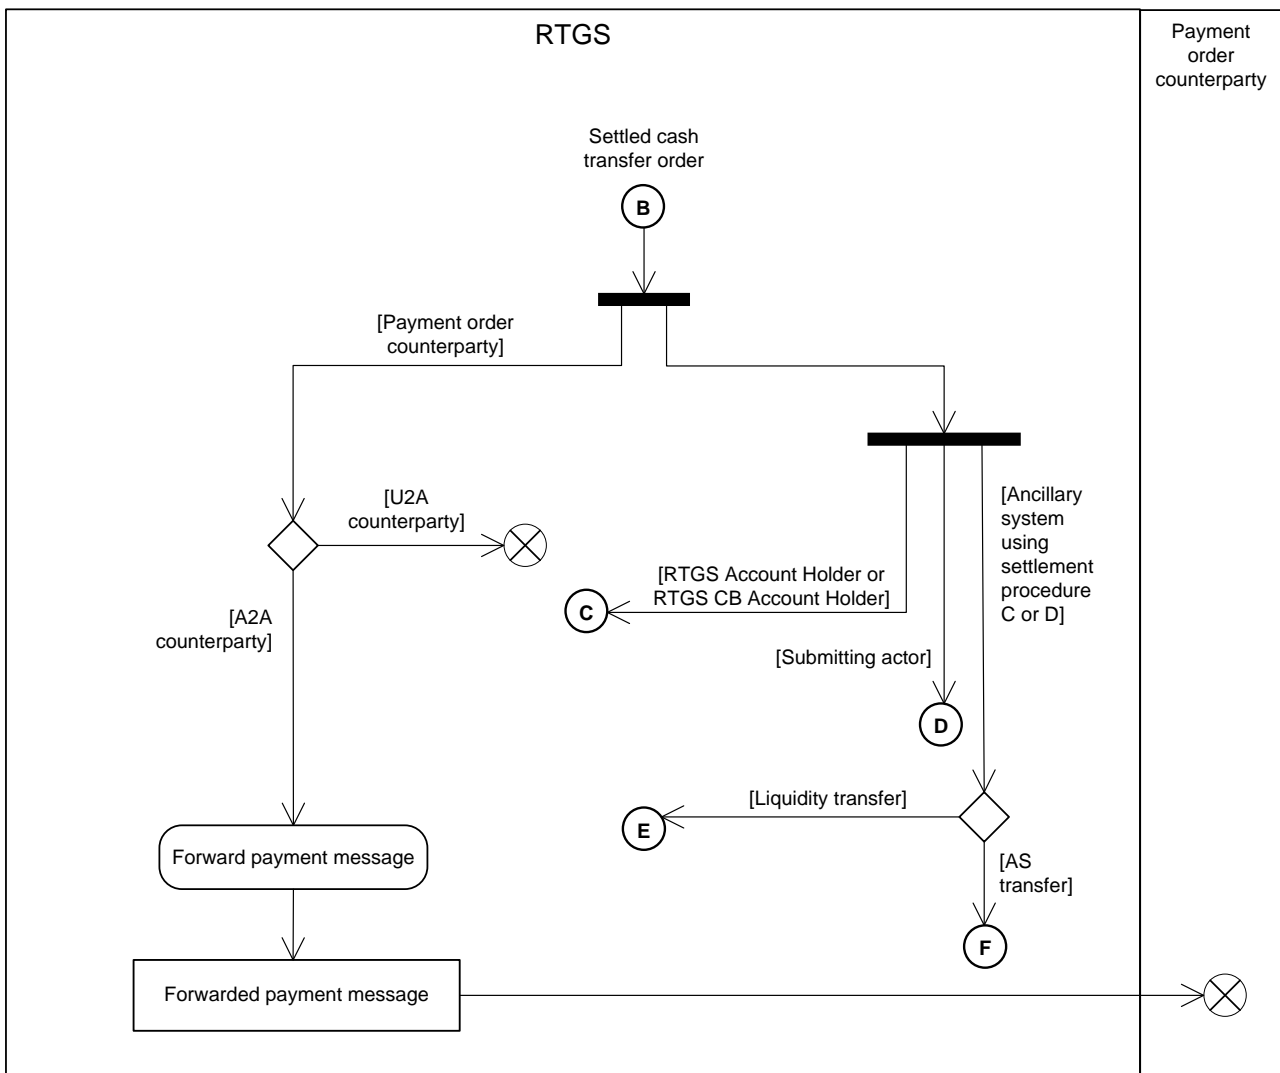 RTGS
Payment
order
counterparty
Settled cash
transfer order
B
[Payment order
counterparty]
[U2A
counterparty]
[Ancillary
system
using
settlement
procedure
C or D]
[RTGS Account Holder or
RTGS CB Account Holder]
C
[A2A
counterparty]
[Submitting actor]
D
[Liquidity transfer]
E
Forward payment message
[AS
transfer]
F
Forwarded payment message